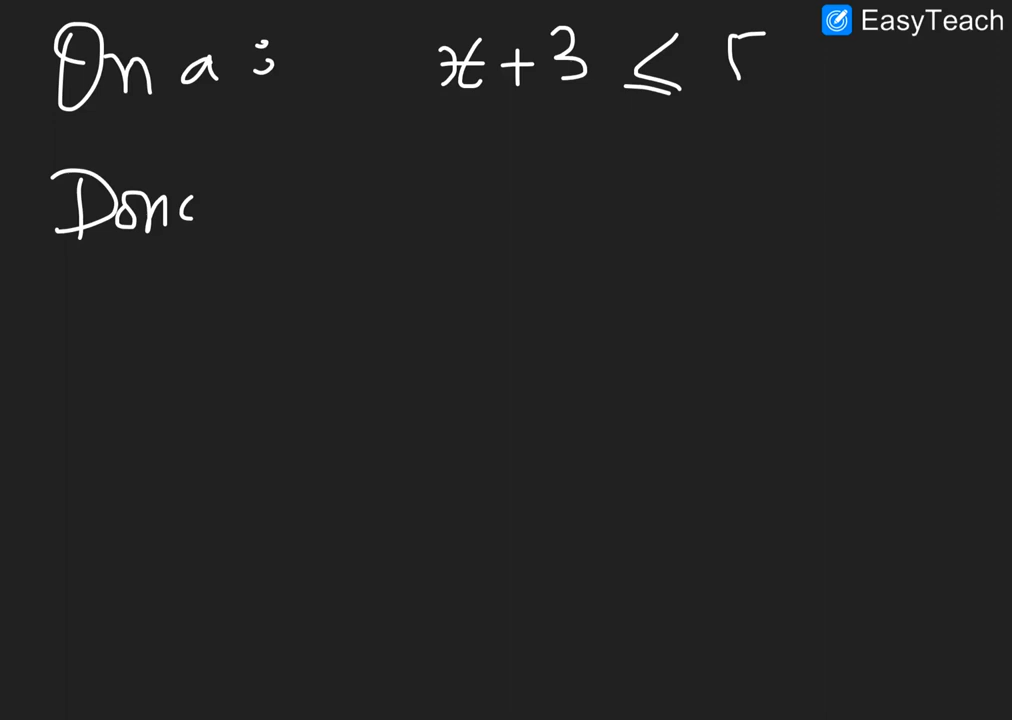 EasyTeach
On a : x + 3 ≤
Donc